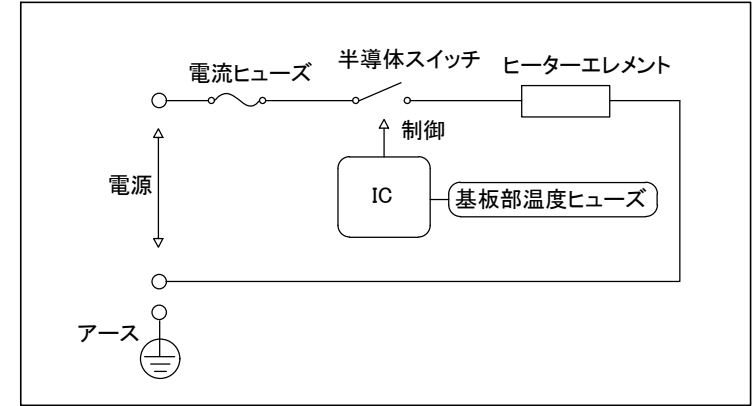 電流ヒューズ
半導体スイッチ
ヒーターエレメント
制御
電源
IC
基板部温度ヒューズ
アース